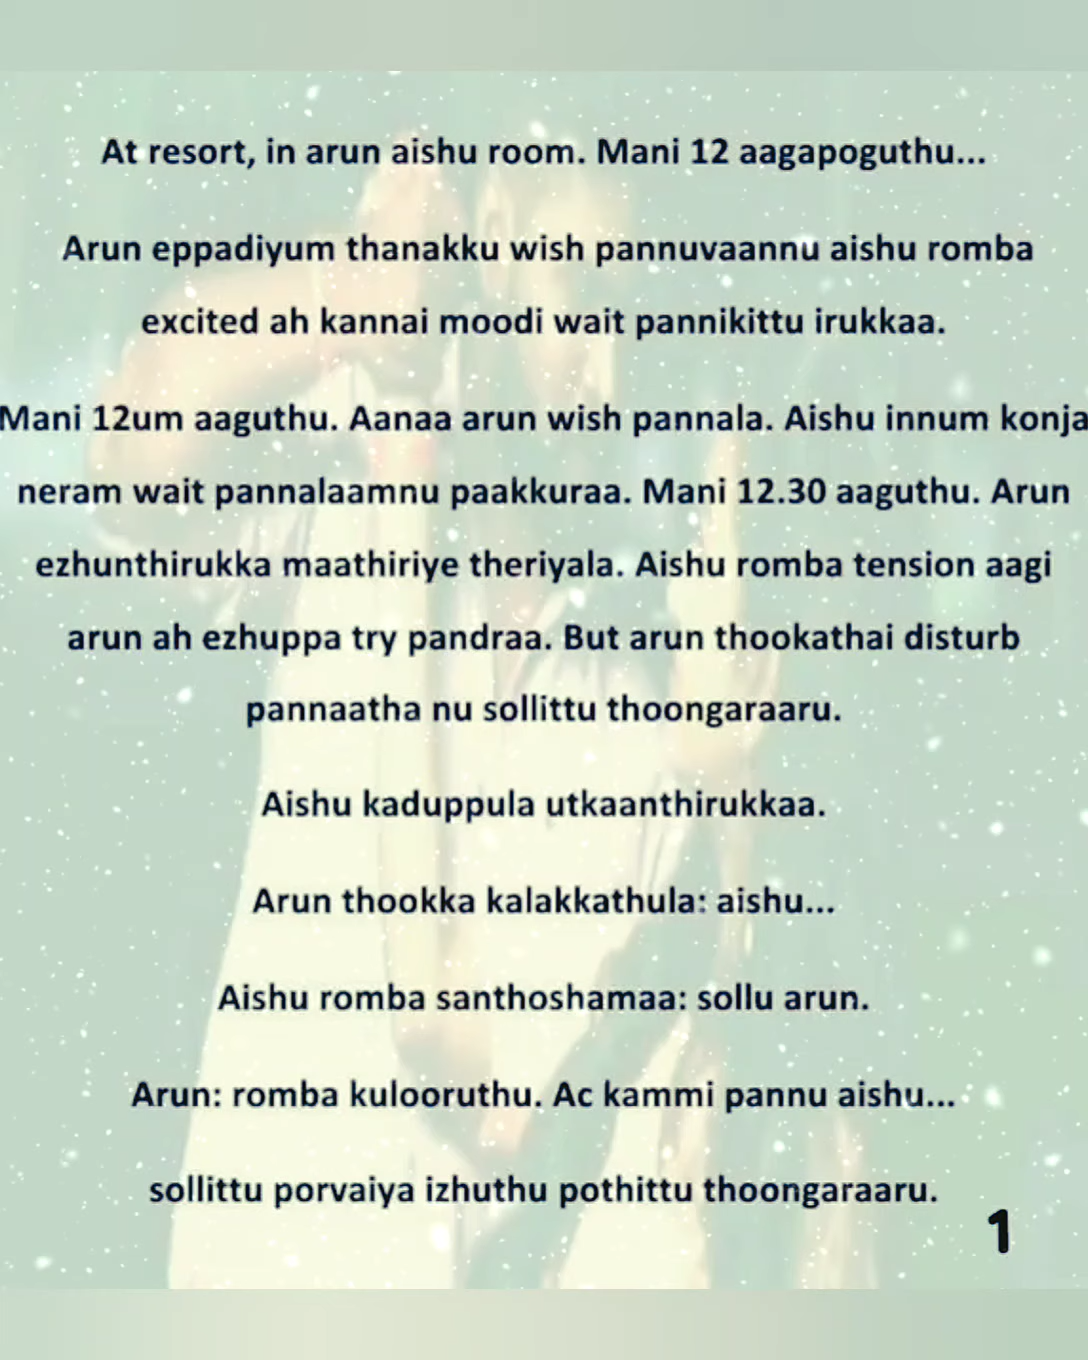 At resort, in arun aishu room. Mani 12 aagapoguthu...
Arun eppadiyum thanakku wish pannuvaannu aishu romba
excited ah kannai moodi wait pannikittu irukkaa.
Mani 12um aaguthu. Aanaa arun wish pannala. Aishu innum konja
neram wait pannalaamnu paakkuraa. Mani 12.30 aaguthu. Arun
ezhunthirukka maathiriye theriyala. Aishu romba tension aagi
arun ah ezhuppa try pandraa. But arun thookathai disturb
pannaatha nu sollittu thoongaraaru.
Aishu kaduppula utkaanthirukkaa.
Arun thookka kalakkathula: aishu...
Aishu romba santhoshamaa: sollu arun.
Arun: romba kulooruthu. Ac kammi pannu aishu...
sollittu porvaiya izhuthu pothittu thoongaraaru.
1